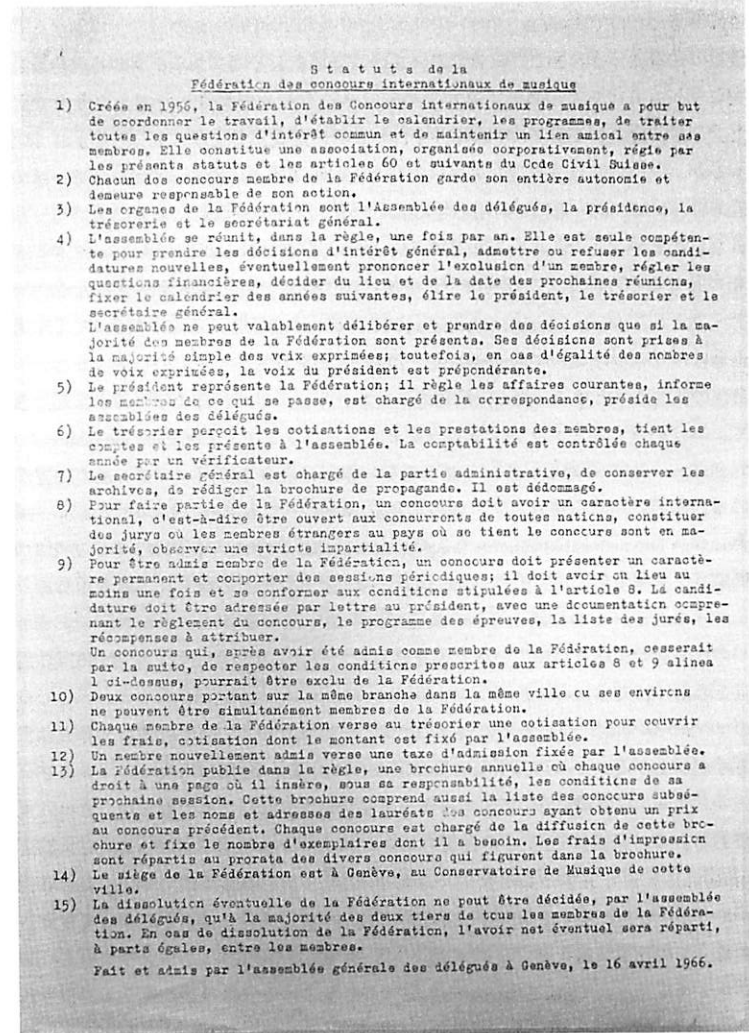 S t a t u t s de la
Fédération des concours internationaux de musique
1) Créée en 1956, la Fédération des Concours internationaux de musique a pour but
de coordonner le travail, d'établir le calendrier, les programmes, de traiter
toutes les questions d'intérêt commun et de maintenir un lien amical entre ses
membres. Elle constitue une association, organisée corporativement, régie par
les présents statuts et les articles 60 et suivants du Code Civil Suisse.
2) Chacun des concours membre de la Fédération garde son entière autonomie et
demeure responsable de son action.
3) Les organes de la Fédération sont l'Assemblée des délégués, la présidence, la
trésorerie et le secrétariat général.
4) L'assemblée se réunit, dans la règle, une fois par an. Elle est seule compéten-
te pour prendre les décisions d'intérêt général, admettre ou refuser les candi-
datures nouvelles, éventuellement prononcer l'exclusion d'un membre, régler les
questions financières, décider du lieu et de la date des prochaines réunions,
fixer le calendrier des années suivantes, élire le président, le trésorier et le
secrétaire général.
L'assemblée ne peut valablement délibérer et prendre des décisions que si la ma-
jorité des membres de la Fédération sont présents. Ses décisions sont prises à
la majorité simple des voix exprimées; toutefois, en cas d'égalité des nombres
de voix exprimées, la voix du président est prépondérante.
5) Le président représente la Fédération; il règle les affaires courantes, informe
les membres de ce qui se passe, est chargé de la correspondance, préside les
assemblées des délégués.
6) Le trésorier perçoit les cotisations et les prestations des membres, tient les
comptes et les présente à l'assemblée. La comptabilité est contrôlée chaque
année par un vérificateur.
7) Le secrétaire général est chargé de la partie administrative, de conserver les
archives, de rédiger la brochure de propagande. Il est dédommagé.
8) Pour faire partie de la Fédération, un concours doit avoir un caractère interna-
tional, c'est-à-dire être ouvert aux concurrents de toutes nations, constituer
des jurys où les membres étrangers au pays où se tient le concours sont en ma-
jorité, observer une stricte impartialité.
9) Pour être admis membre de la Fédération, un concours doit présenter un caractè-
re permanent et comporter des sessions périodiques; il doit avoir eu lieu au
moins une fois et se conformer aux conditions stipulées à l'article 8. La candi-
dature doit être adressée par lettre au président, avec une documentation compre-
nant le règlement du concours, le programme des épreuves, la liste des jurés, les
récompenses à attribuer.
Un concours qui, après avoir été admis comme membre de la Fédération, cesserait
par la suite, de respecter les conditions prescrites aux articles 8 et 9 alinea
1 ci-dessus, pourrait être exclu de la Fédération.
10) Deux concours portant sur la même branche dans la même ville ou ses environs
ne peuvent être simultanément membres de la Fédération.
11) Chaque membre de la Fédération verse au trésorier une cotisation pour couvrir
les frais, cotisation dont le montant est fixé par l'assemblée.
12) Un membre nouvellement admis verse une taxe d'admission fixée par l'assemblée.
13) La Fédération publie dans la règle, une brochure annuelle où chaque concours a
droit à une page où il insère, sous sa responsabilité, les conditions de sa
prochaine session. Cette brochure comprend aussi la liste des concours subsé-
quents et les noms et adresses des lauréats des concours ayant obtenu un prix
au concours précédent. Chaque concours est chargé de la diffusion de cette bro-
chure et fixe le nombre d'exemplaires dont il a besoin. Les frais d'impression
sont répartis au prorata des divers concours qui figurent dans la brochure.
14) Le siège de la Fédération est à Genève, au Conservatoire de Musique de cette
ville.
15) La dissolution éventuelle de la Fédération ne peut être décidée, par l'assemblée
des délégués, qu'à la majorité des deux tiers de tous les membres de la Fédéra-
tion. En cas de dissolution de la Fédération, l'avoir net éventuel sera réparti,
à parts égales, entre les membres.
Fait et admis par l'assemblée générale des délégués à Genève, le 16 avril 1966.